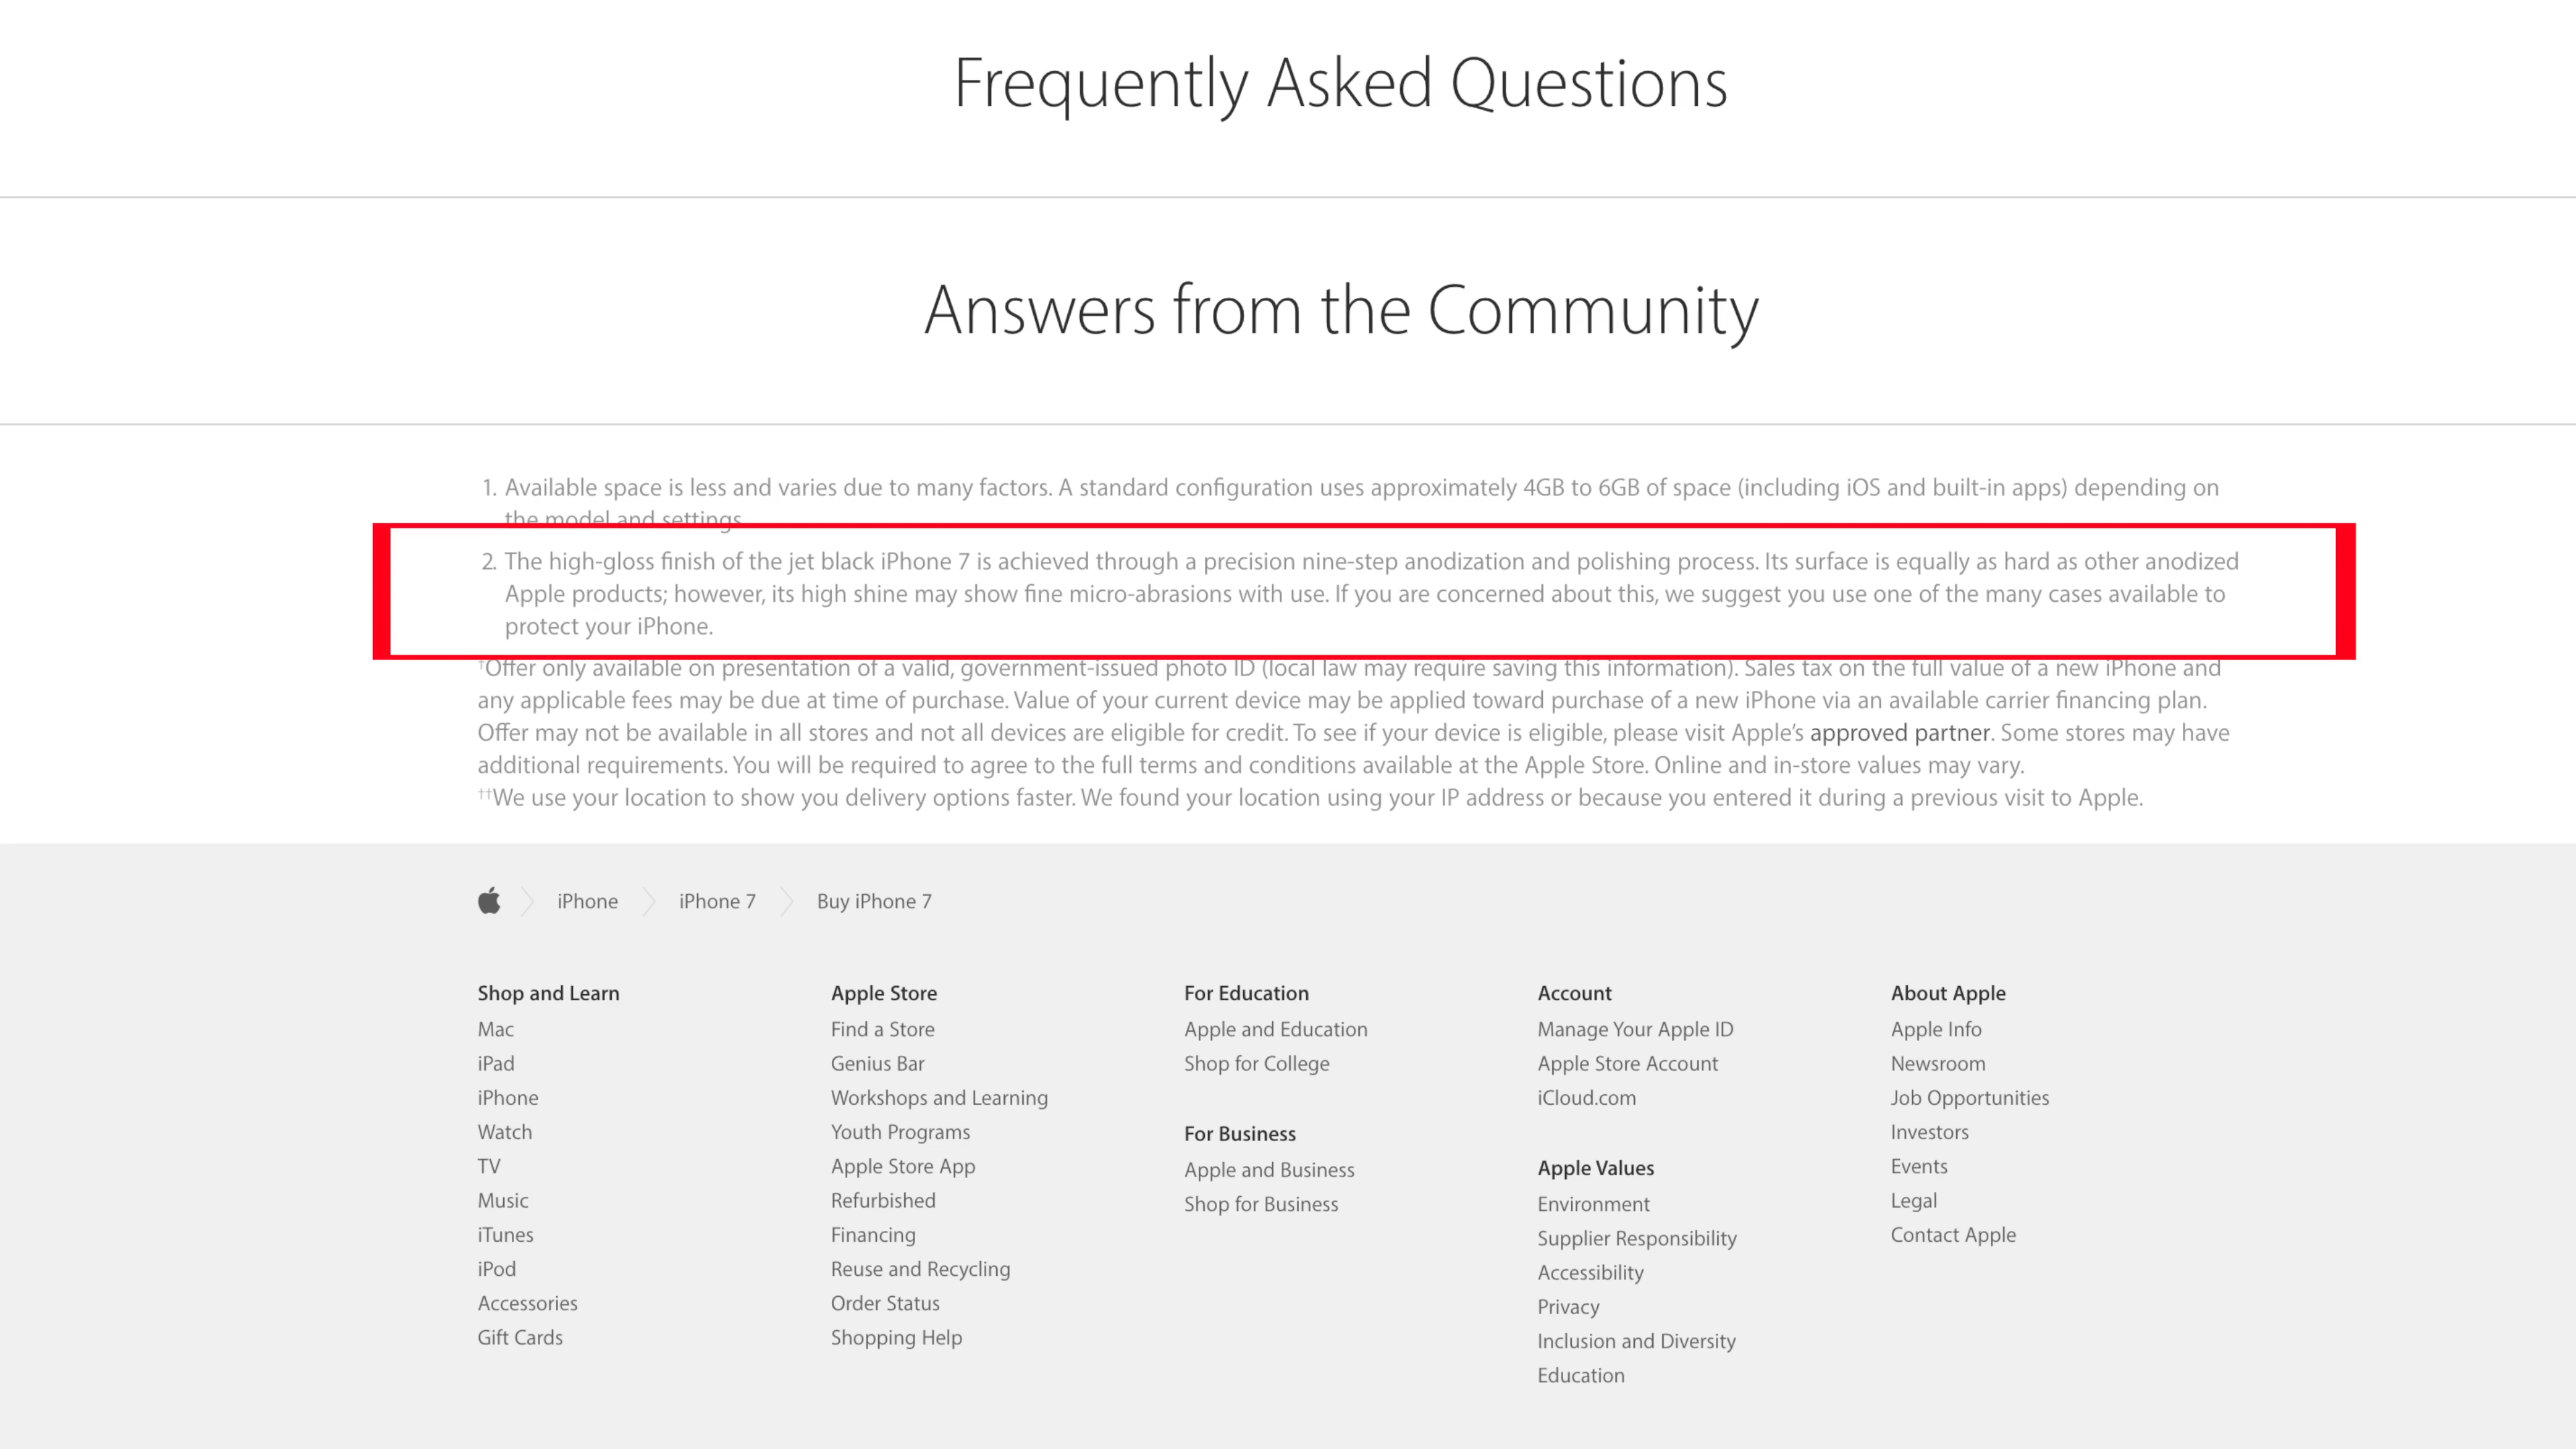 Frequently Asked Questions
Answers from the Community
1. Available space is less and varies due to many factors. A standard configuration uses approximately 4GB to 6GB of space (including iOS and built-in apps) depending on
the model and settings
2. The high-gloss finish of the jet black iPhone 7 is achieved through a precision nine-step anodization and polishing process. Its surface is equally as hard as other anodized
Apple products; however, its high shine may show fine micro-abrasions with use. If you are concerned about this, we suggest you use one of the many cases available to
protect your iPhone.
†Offer only available on presentation of a valid, government-issued photo ID (local law may require saving this information). Sales tax on the full value of a new iPhone and
any applicable fees may be due at time of purchase. Value of your current device may be applied toward purchase of a new iPhone via an available carrier financing plan.
Offer may not be available in all stores and not all devices are eligible for credit. To see if your device is eligible, please visit Apple’s approved partner. Some stores may have
additional requirements. You will be required to agree to the full terms and conditions available at the Apple Store. Online and in-store values may vary.
††We use your location to show you delivery options faster. We found your location using your IP address or because you entered it during a previous visit to Apple.
iPhone iPhone 7 Buy iPhone 7
Shop and Learn
Mac
iPad
iPhone
Watch
TV
Music
iTunes
iPod
Accessories
Gift Cards
Apple Store
Find a Store
Genius Bar
Workshops and Learning
Youth Programs
Apple Store App
Refurbished
Financing
Reuse and Recycling
Order Status
Shopping Help
For Education
Apple and Education
Shop for College
For Business
Apple and Business
Shop for Business
Account
Manage Your Apple ID
Apple Store Account
iCloud.com
Apple Values
Environment
Supplier Responsibility
Accessibility
Privacy
Inclusion and Diversity
Education
About Apple
Apple Info
Newsroom
Job Opportunities
Investors
Events
Legal
Contact Apple